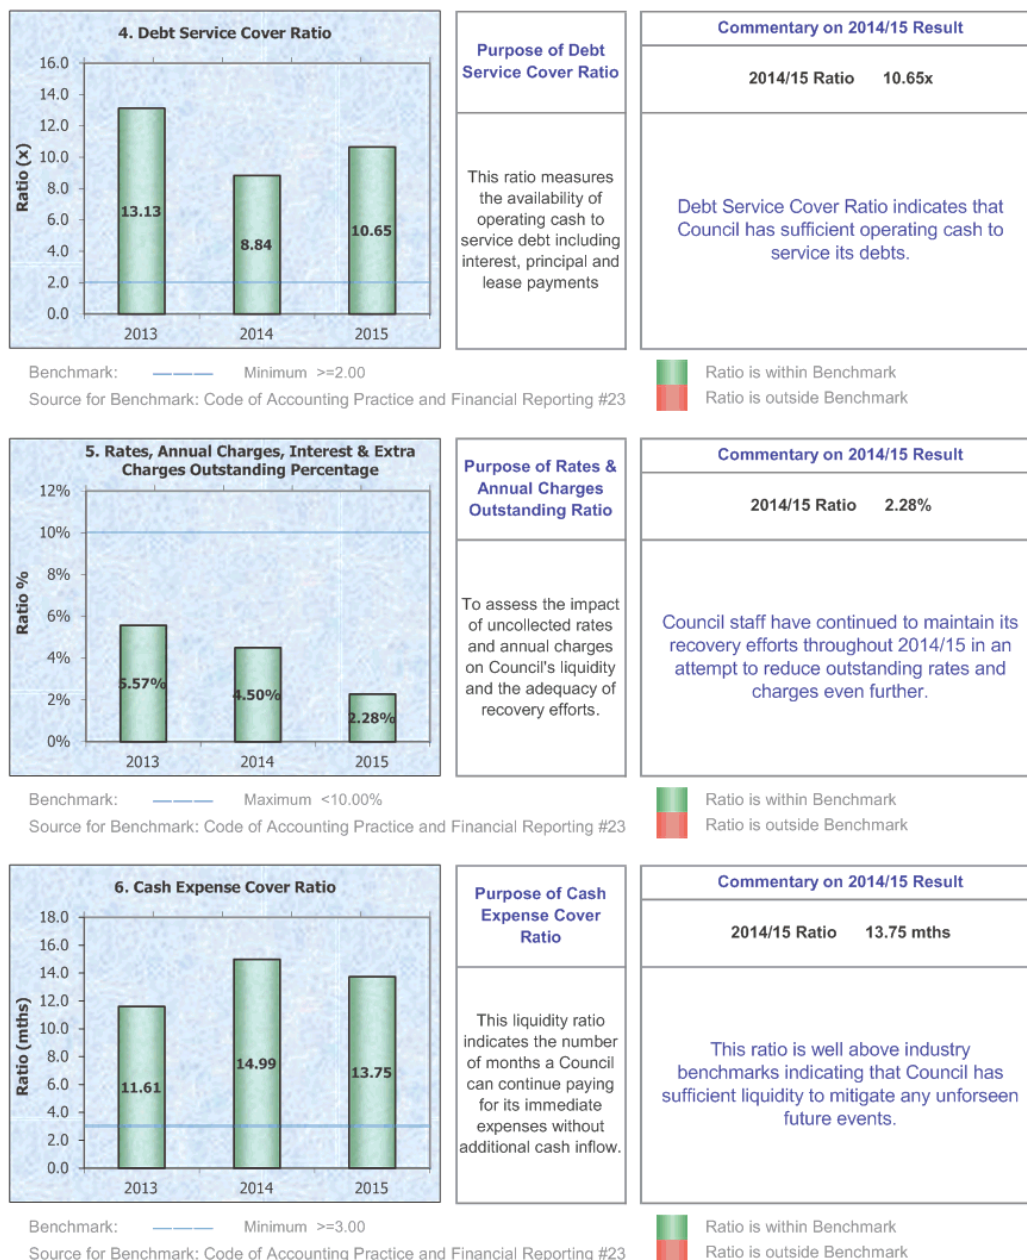 4. Debt Service Cover Ratio
16.0
14.0
12.0
10.0
8.0
6.0
4.0
2.0
0.0
Ratio (x)
13.13
8.84
10.65
2013
2014
2015
Purpose of Debt
Service Cover Ratio
This ratio measures
the availability of
operating cash to
service debt including
interest, principal and
lease payments
Commentary on 2014/15 Result
2014/15 Ratio 10.65x
Debt Service Cover Ratio indicates that
Council has sufficient operating cash to
service its debts.
Benchmark: Minimum >=2.00
Source for Benchmark: Code of Accounting Practice and Financial Reporting #23
Ratio is within Benchmark
Ratio is outside Benchmark
5. Rates, Annual Charges, Interest & Extra
Charges Outstanding Percentage
12%
10%
8%
6%
4%
2%
0%
Ratio %
5.57%
4.50%
2.28%
2013
2014
2015
Purpose of Rates &
Annual Charges
Outstanding Ratio
To assess the impact
of uncollected rates
and annual charges
on Council's liquidity
and the adequacy of
recovery efforts.
Commentary on 2014/15 Result
2014/15 Ratio 2.28%
Council staff have continued to maintain its
recovery efforts throughout 2014/15 in an
attempt to reduce outstanding rates and
charges even further.
Benchmark: Maximum <10.00%
Source for Benchmark: Code of Accounting Practice and Financial Reporting #23
Ratio is within Benchmark
Ratio is outside Benchmark
6. Cash Expense Cover Ratio
18.0
16.0
14.0
12.0
10.0
8.0
6.0
4.0
2.0
0.0
Ratio (mths)
11.61
14.99
13.75
2013
2014
2015
Purpose of Cash
Expense Cover
Ratio
This liquidity ratio
indicates the number
of months a Council
can continue paying
for its immediate
expenses without
additional cash inflow.
Commentary on 2014/15 Result
2014/15 Ratio 13.75 mths
This ratio is well above industry
benchmarks indicating that Council has
sufficient liquidity to mitigate any unforseen
future events.
Benchmark: Minimum >=3.00
Source for Benchmark: Code of Accounting Practice and Financial Reporting #23
Ratio is within Benchmark
Ratio is outside Benchmark